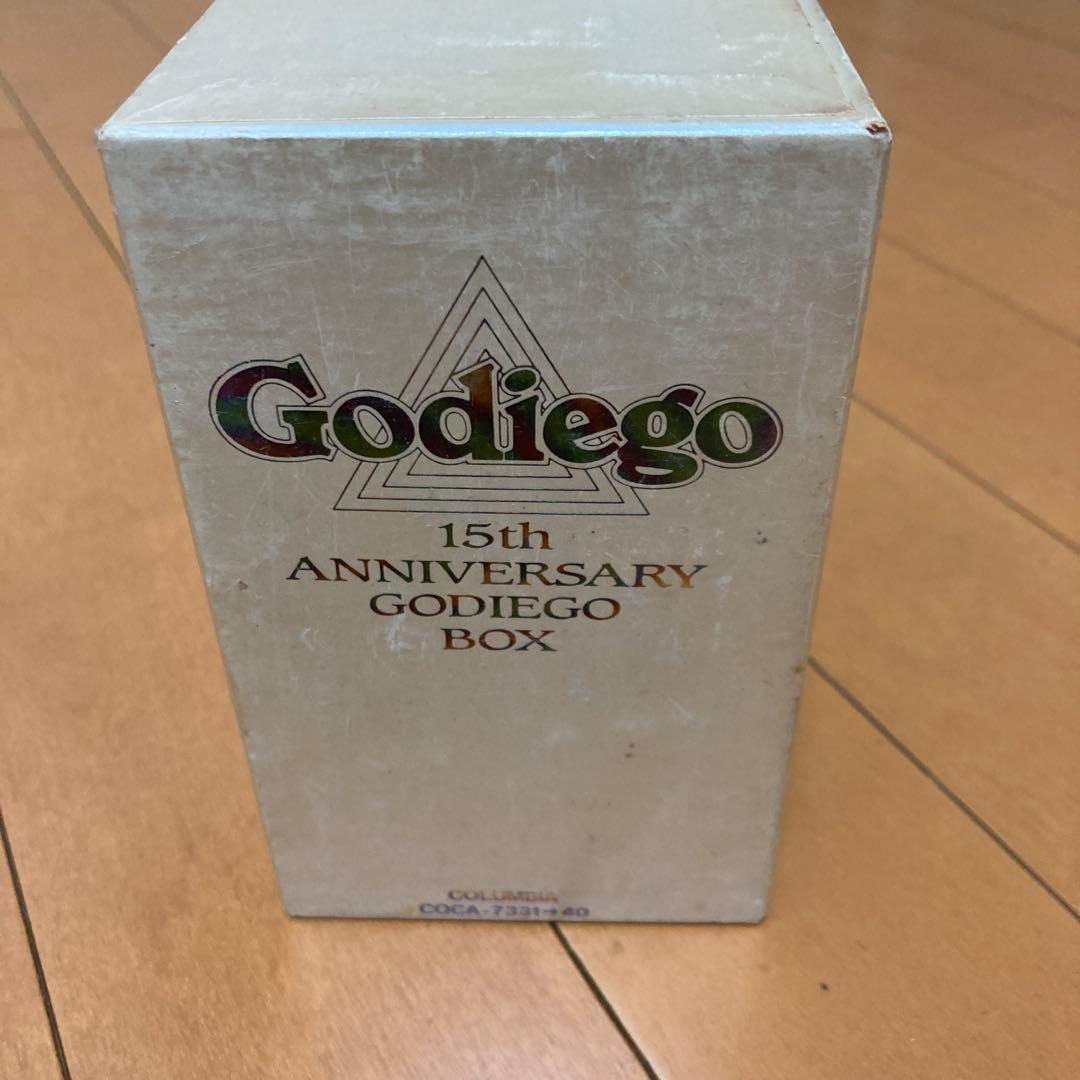 Godiego
15th
ANNIVERSARY
GODIEGO
BOX
COLUMBIA
COCA-7331→40